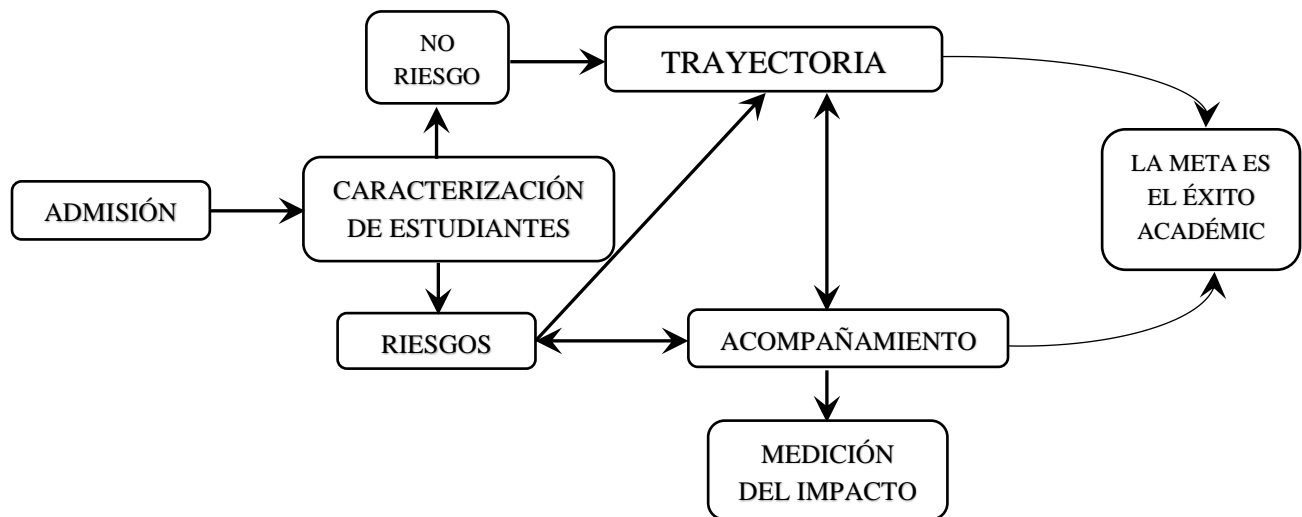 NO
RIESGO
TRAYECTORIA
LA META ES
EL ÉXITO
ACADÉMIC
CARACTERIZACIÓN
DE ESTUDIANTES
ADMISIÓN
RIESGOS
ACOMPAÑAMIENTO
MEDICIÓN
DEL IMPACTO